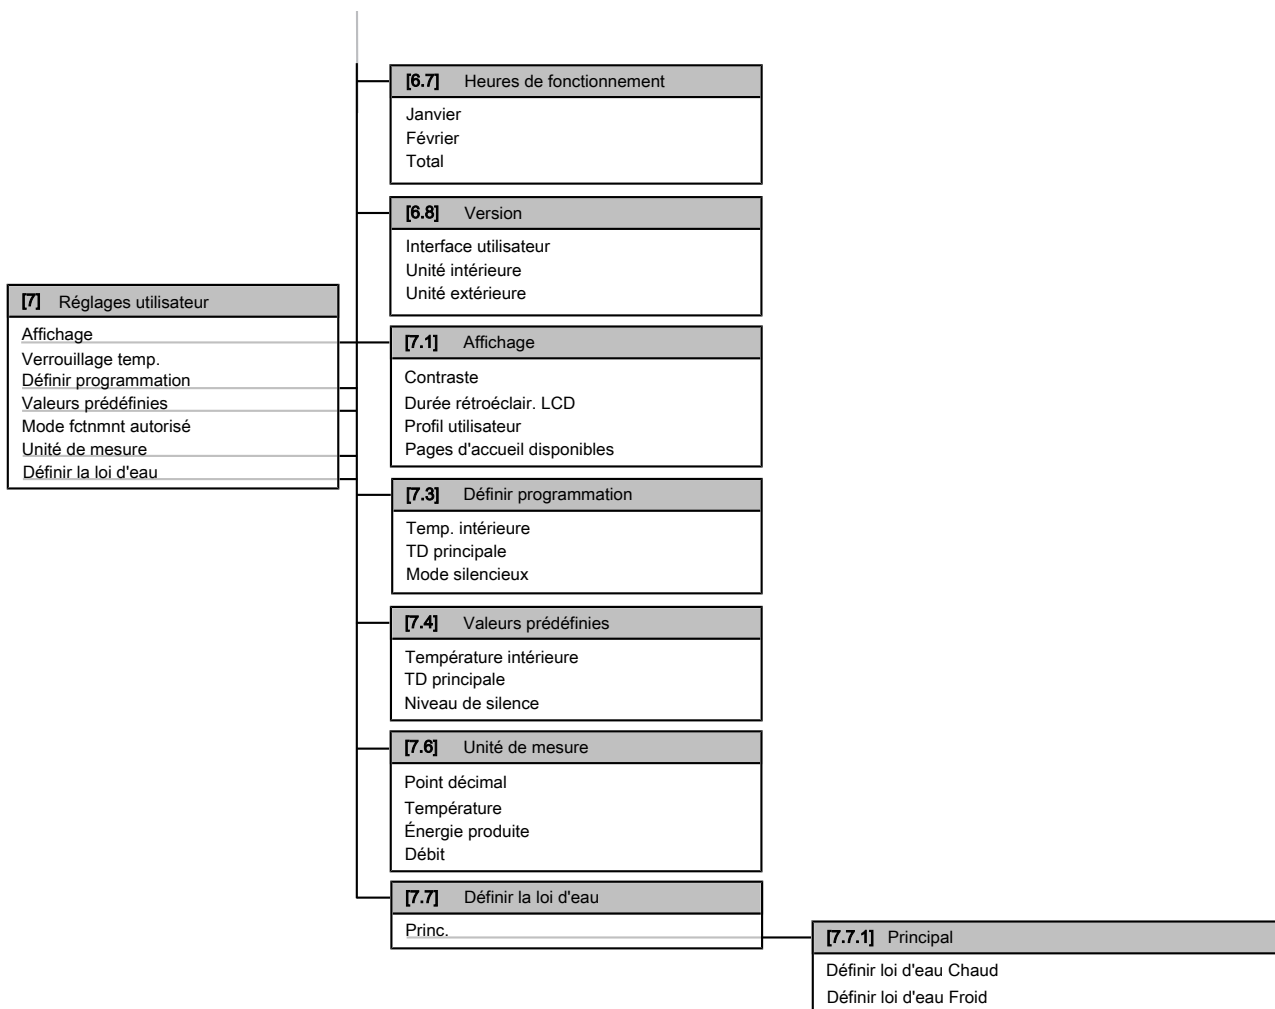 [6.7] Heures de fonctionnement
Janvier
Février
Total
[6.8] Version
Interface utilisateur
Unité intérieure
Unité extérieure
[7] Réglages utilisateur
Affichage
Verrouillage temp.
Définir programmation
Valeurs prédéfinies
Mode fctnmnt autorisé
Unité de mesure
Définir la loi d'eau
[7.1] Affichage
Contraste
Durée rétroéclair. LCD
Profil utilisateur
Pages d'accueil disponibles
[7.3] Définir programmation
Temp. intérieure
TD principale
Mode silencieux
[7.4] Valeurs prédéfinies
Température intérieure
TD principale
Niveau de silence
[7.6] Unité de mesure
Point décimal
Température
Énergie produite
Débit
[7.7] Définir la loi d'eau
Princ.
[7.7.1] Principal
Définir loi d'eau Chaud
Définir loi d'eau Froid